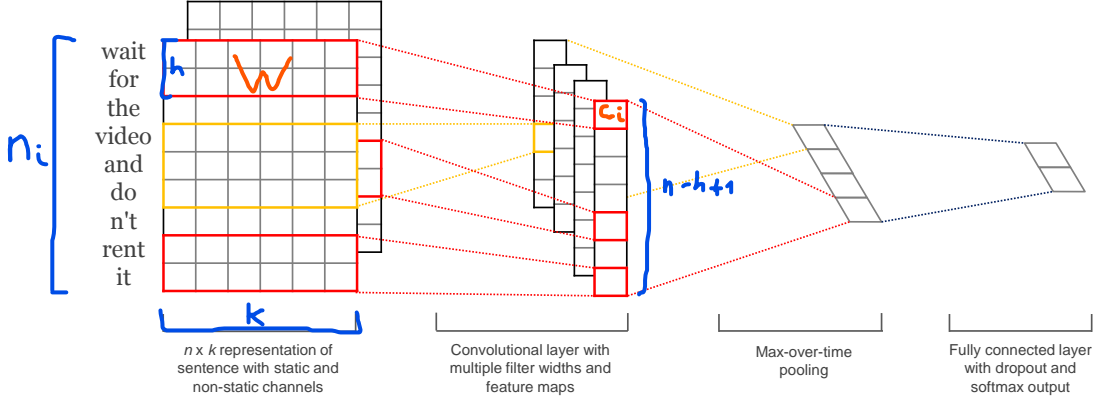 wait
for
the
video
and
do
n't
rent
it
n i
h
W
c i
n-h+1
k
n x k representation of
sentence with static and
non-static channels
Convolutional layer with
multiple filter widths and
feature maps
Max-over-time
pooling
Fully connected layer
with dropout and
softmax output